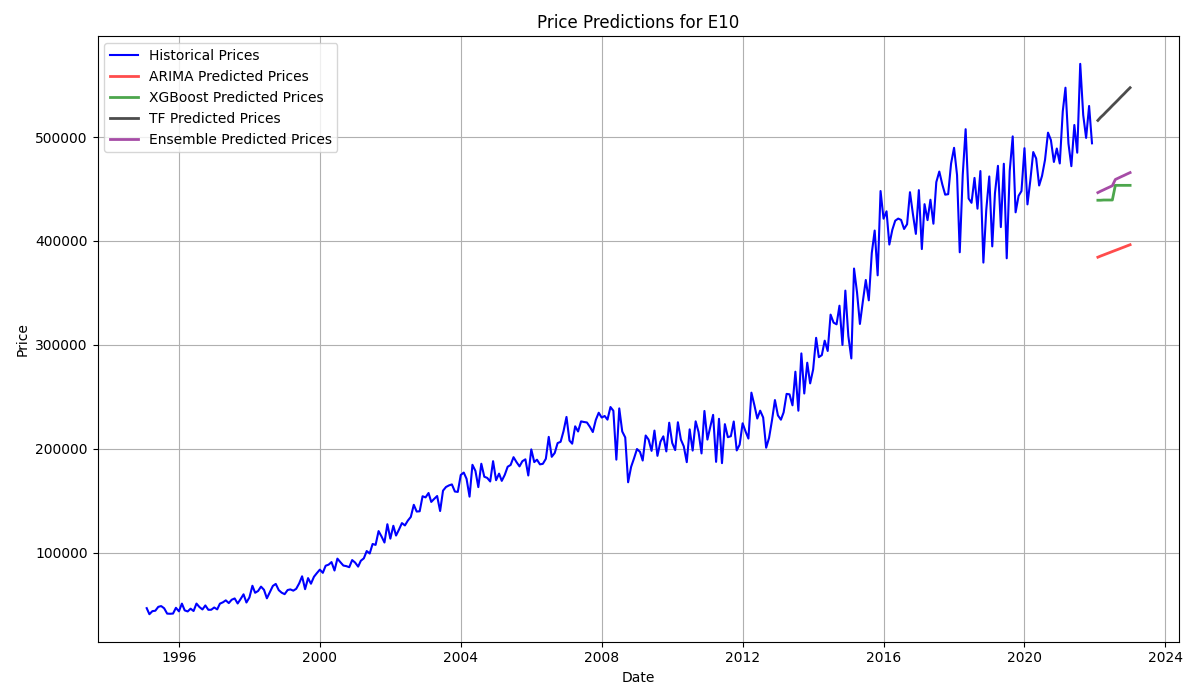 Price Predictions for E10
Historical Prices
ARIMA Predicted Prices
XGBoost Predicted Prices
TF Predicted Prices
Ensemble Predicted Prices
500000
400000
300000
200000
100000
Price
1996 2000 2004 2008 2012 2016 2020 2024
Date